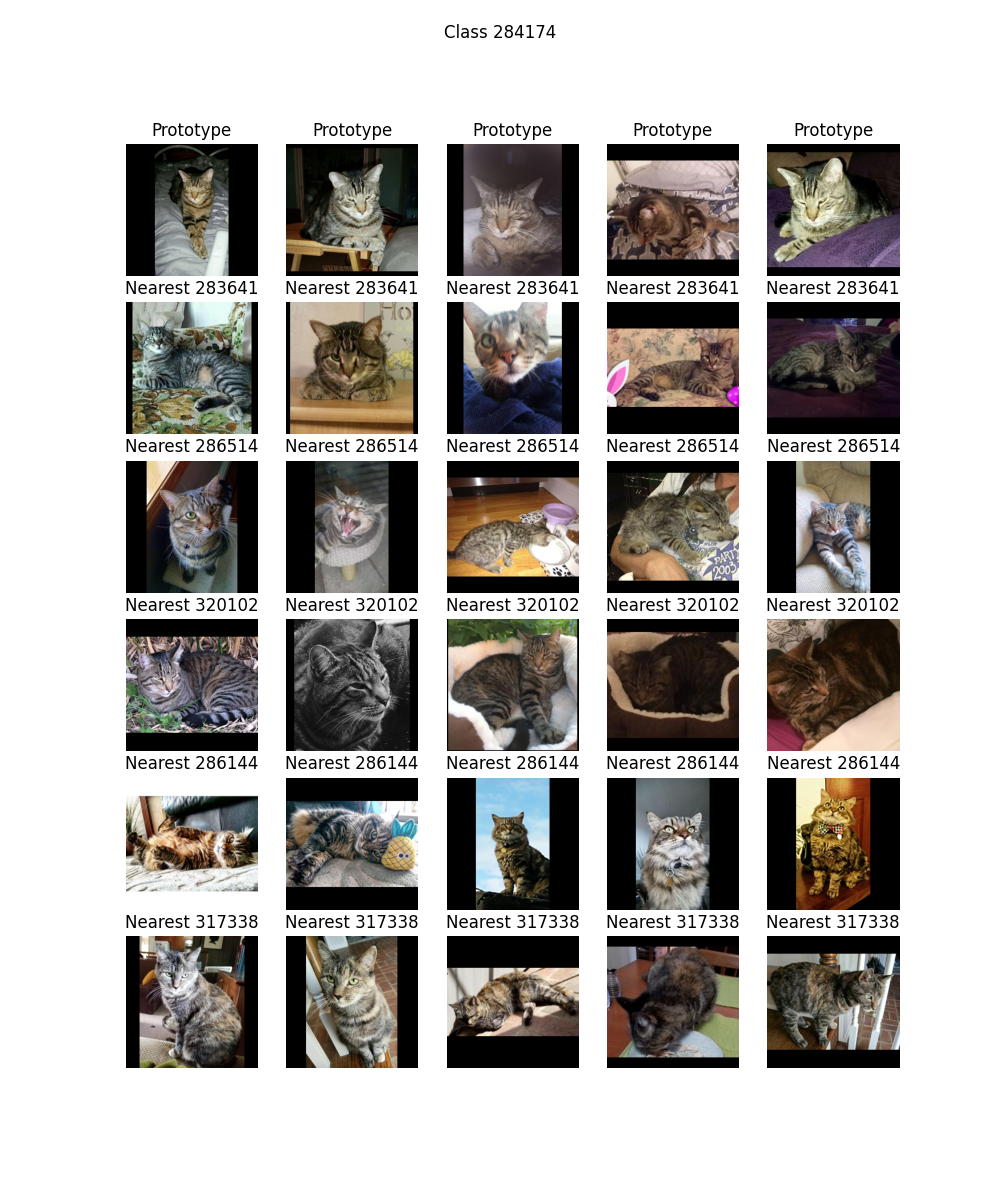 Class 284174
Prototype Prototype Prototype Prototype Prototype
Nearest 283641 Nearest 283641 Nearest 283641 Nearest 283641 Nearest 283641
Ho
Nearest 286514 Nearest 286514 Nearest 286514 Nearest 286514 Nearest 286514
PARTY
2003
Nearest 320102 Nearest 320102 Nearest 320102 Nearest 320102 Nearest 320102
Nearest 286144 Nearest 286144 Nearest 286144 Nearest 286144 Nearest 286144
Nearest 317338 Nearest 317338 Nearest 317338 Nearest 317338 Nearest 317338